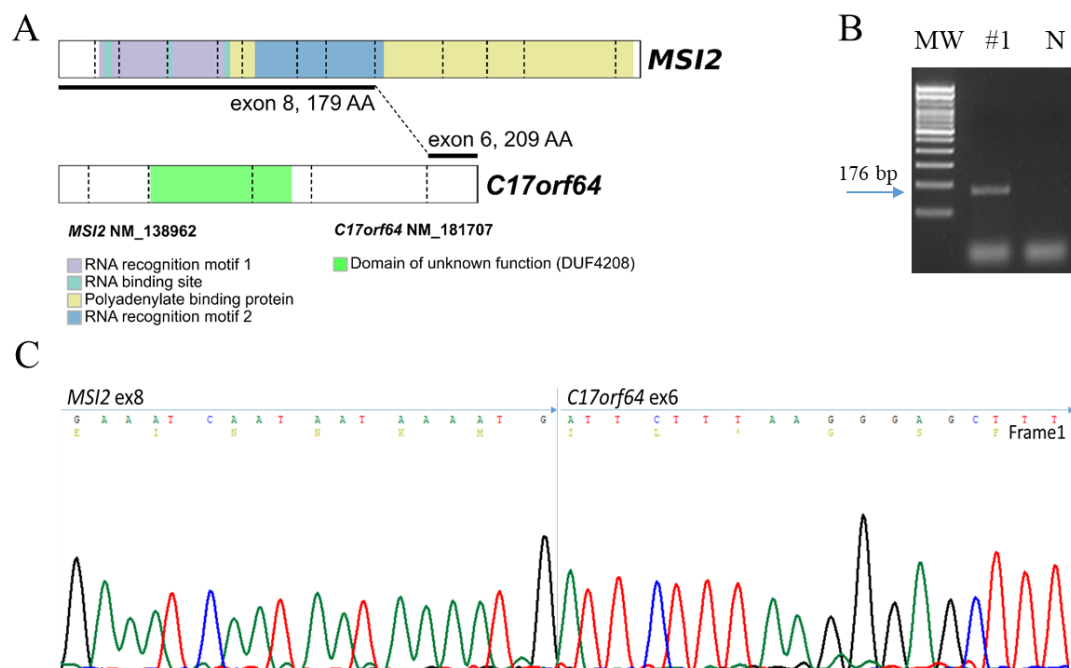 A
MSI2
exon 8, 179 AA
exon 6, 209 AA
C17orf64
MSI2 NM_138962
RNA recognition motif 1
RNA binding site
Polyadenylate binding protein
RNA recognition motif 2
C17orf64 NM_181707
Domain of unknown function (DUF4208)
B
MW #1 N
176 bp
C
MSI2 ex8 C17orf64 ex6
G A A A T C A A T A A T A A A A T G A T T C T T T A A G G G A G C T T T
E I N N K M I L * G S F Frame1